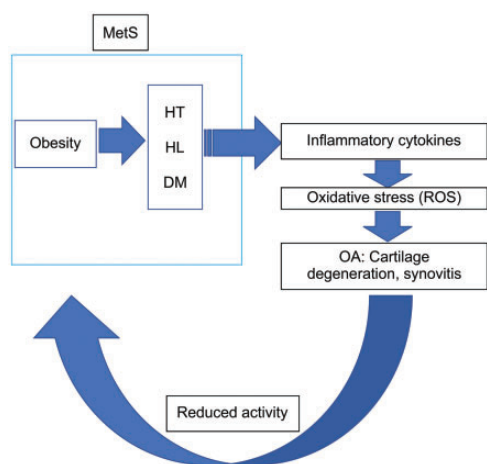 MetS
Obesity
HT
HL
DM
Inflammatory cytokines
Oxidative stress (ROS)
OA: Cartilage
degeneration, synovitis
Reduced activity